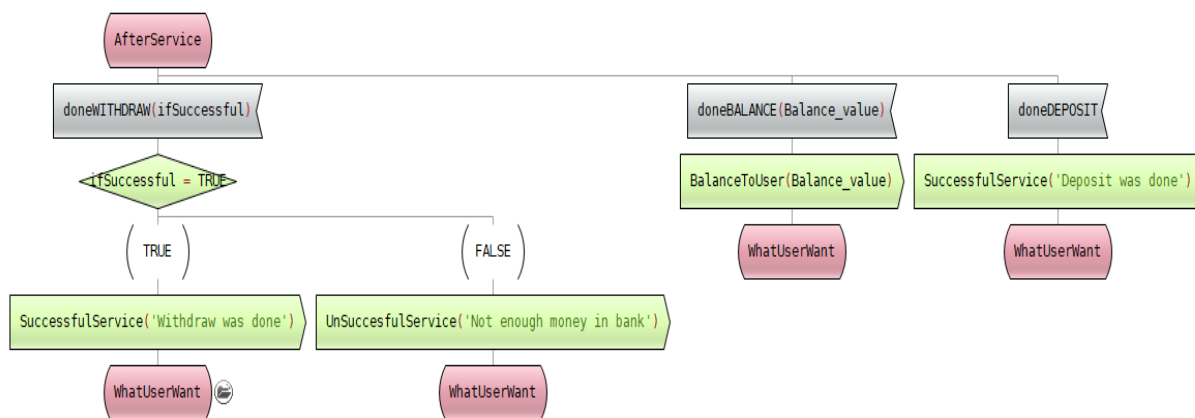 AfterService
doneWITHDRAW(ifSuccessful)
doneBALANCE(Balance_value)
doneDEPOSIT
ifSuccessful = TRUE
BalanceToUser(Balance_value)
SuccessfulService('Deposit was done')
TRUE
FALSE
WhatUserWant
WhatUserWant
SuccessfulService('Withdraw was done')
UnSuccesfulService('Not enough money in bank')
WhatUserWant
WhatUserWant